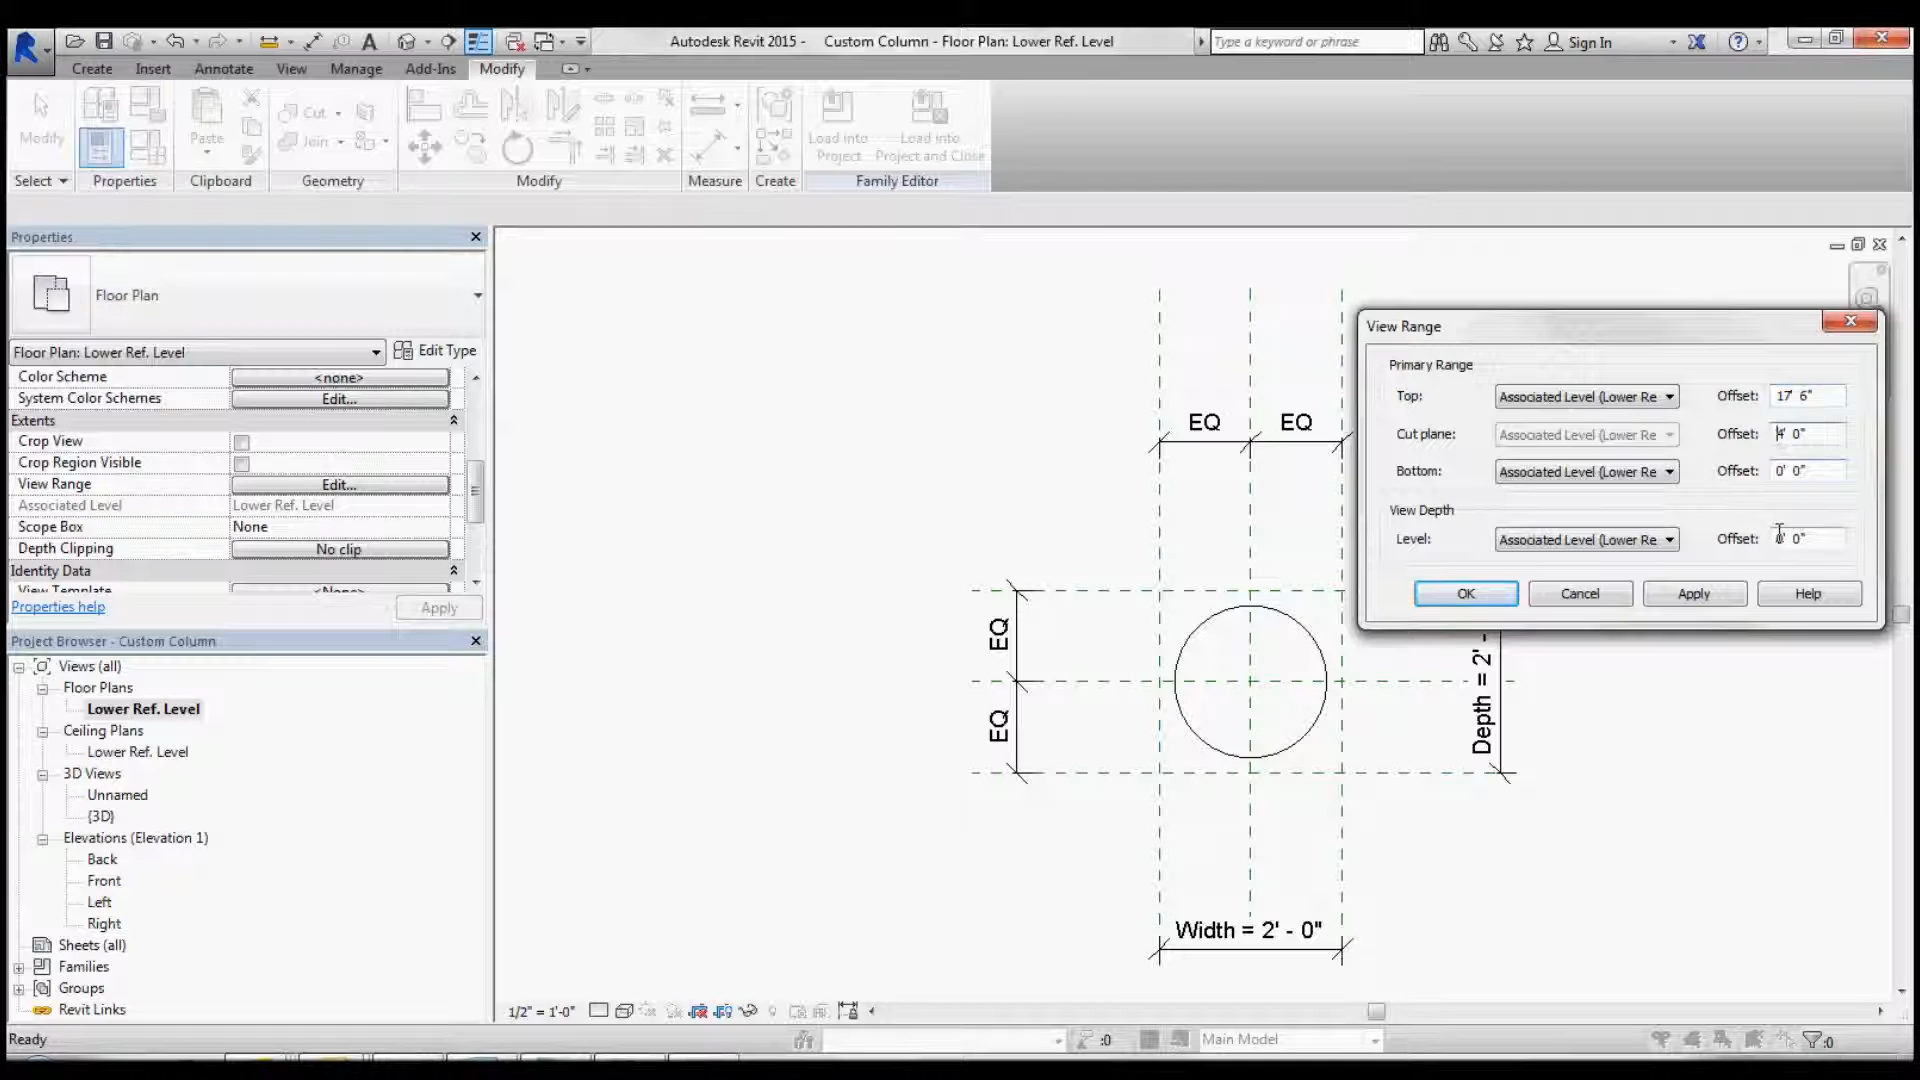 Autodesk Revit 2015 - Custom Column - Floor Plan: Lower Ref. Level
Type a keyword or phrase
Sign In
Create Insert Annotate View Manage Add-Ins Modify
Modify
Paste
Cut
Join
Load into Project
Load into Project and Close
Select Properties Clipboard Geometry Modify Measure Create Family Editor
Properties
Floor Plan
Floor Plan: Lower Ref. Level
Edit Type
Color Scheme <none>
System Color Schemes Edit...
Extents
Crop View
Crop Region Visible
View Range Edit...
Associated Level Lower Ref. Level
Scope Box None
Depth Clipping No clip
Identity Data
View Template <None>
Properties help
Apply
Project Browser - Custom Column
Views (all)
Floor Plans
Lower Ref. Level
Ceiling Plans
Lower Ref. Level
3D Views
Unnamed
{3D}
Elevations (Elevation 1)
Back
Front
Left
Right
Sheets (all)
Families
Groups
Revit Links
EQ EQ
EQ
EQ
Depth = 2' -
Width = 2' - 0"
View Range
Primary Range
Top: Associated Level (Lower Re Offset: 17' 6"
Cut plane: Associated Level (Lower Re Offset: 4' 0"
Bottom: Associated Level (Lower Re Offset: 0' 0"
View Depth
Level: Associated Level (Lower Re Offset: 0' 0"
OK Cancel Apply Help
1/2" = 1'-0"
Ready
:0
Main Model
:0